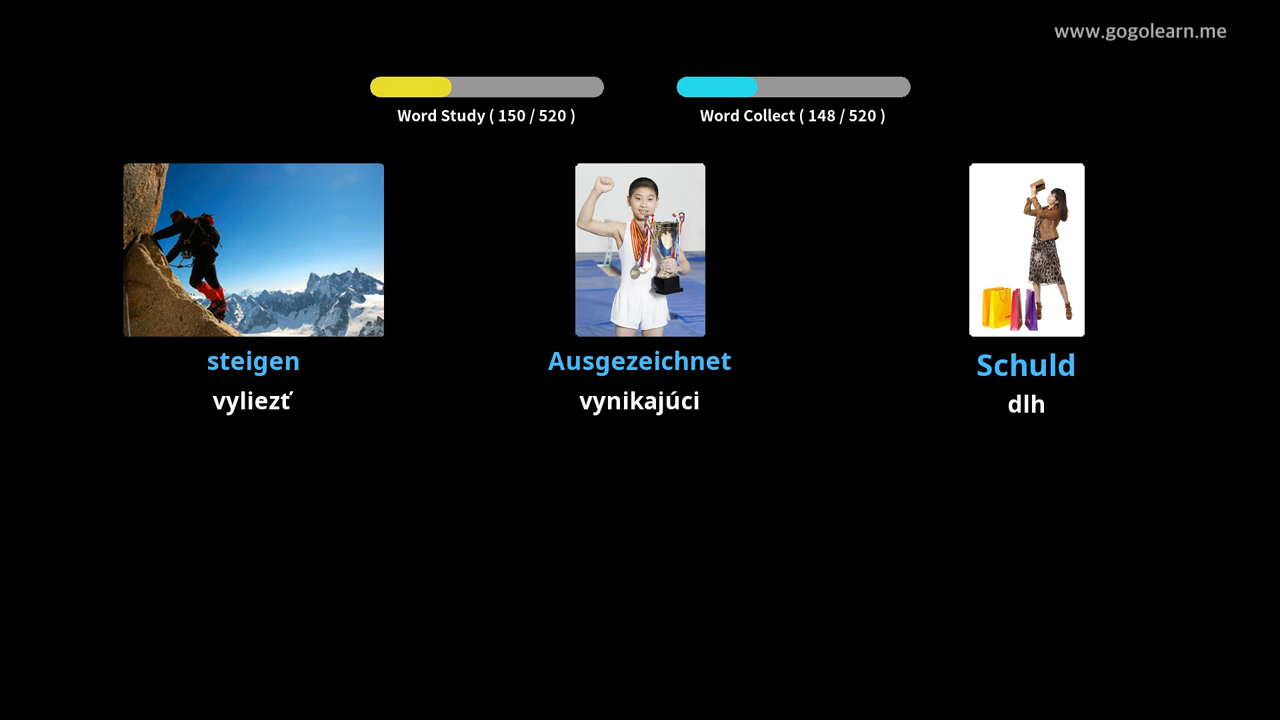 www.gogolearn.me
Word Study ( 150 / 520 )
Word Collect ( 148 / 520 )
steigen
Ausgezeichnet
Schuld
vyliezť
vynikajúci
dlh